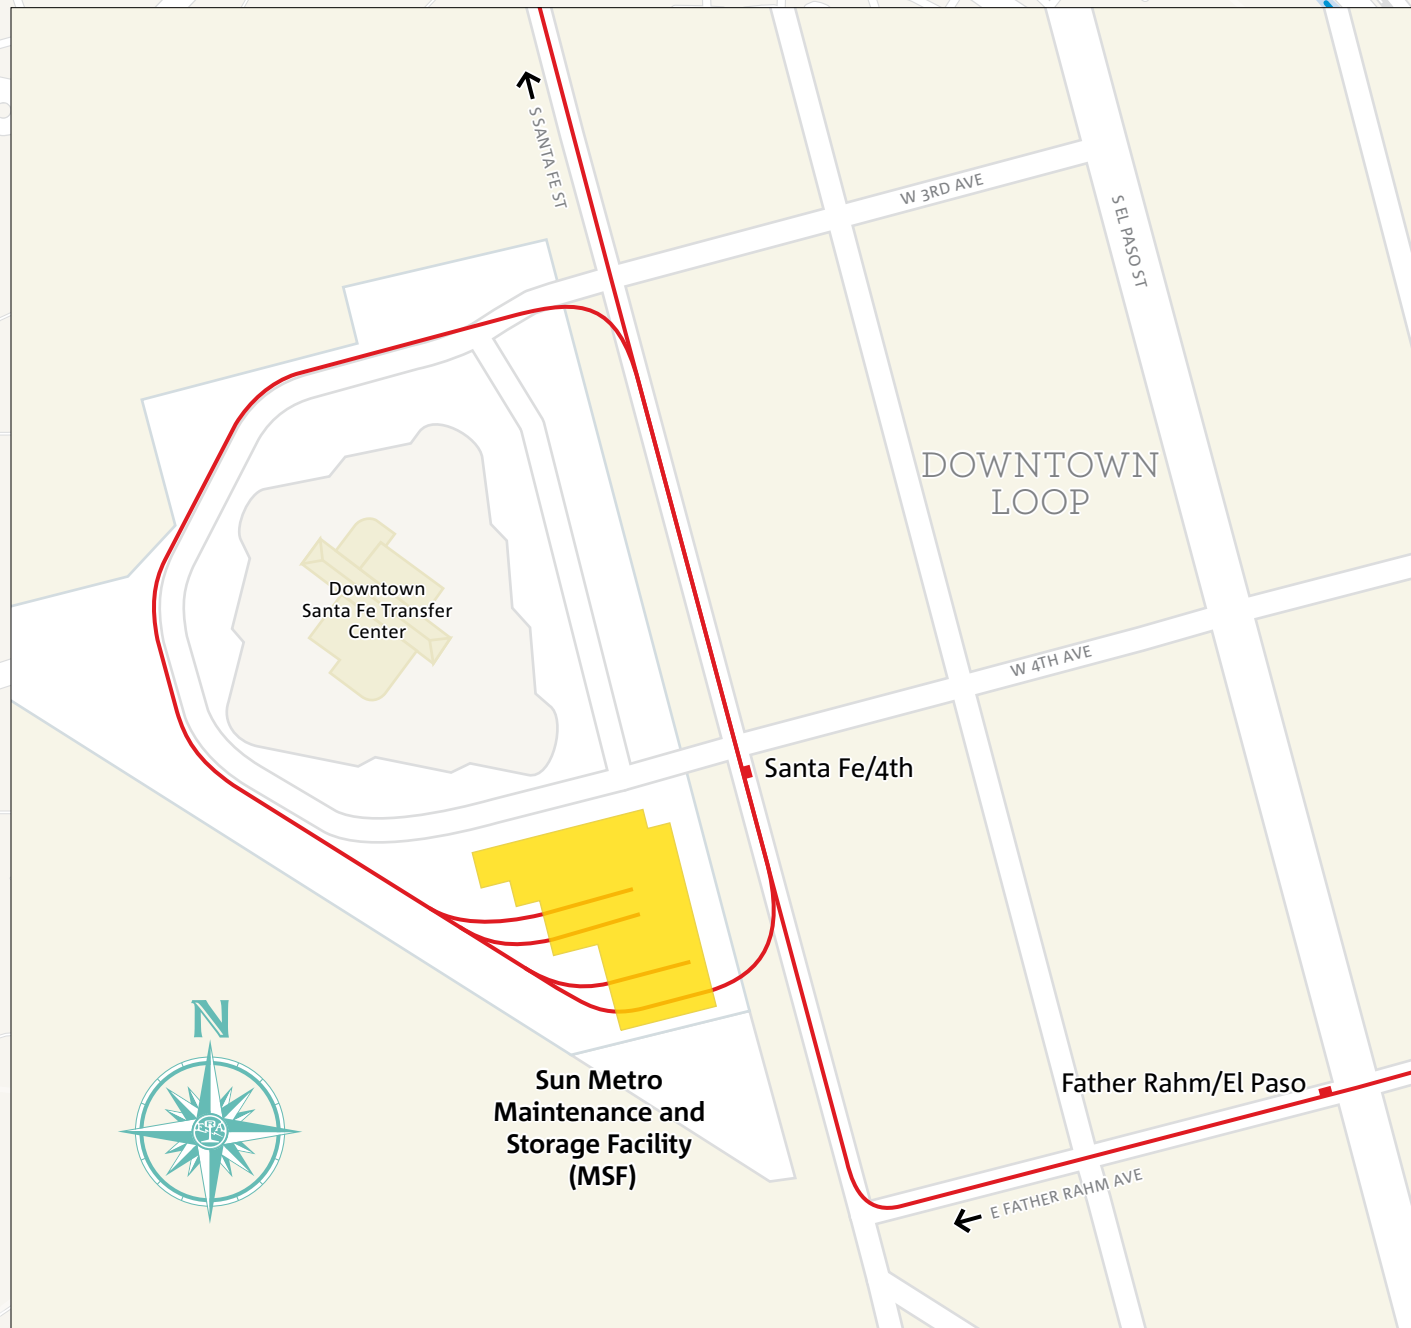 S SANTA FE ST
W 3RD AVE
S EL PASO ST
DOWNTOWN
LOOP
Downtown
Santa Fe Transfer
Center
W 4TH AVE
Santa Fe/4th
N
Sun Metro
Maintenance and
Storage Facility
(MSF)
Father Rahm/El Paso
E FATHER RAHM AVE